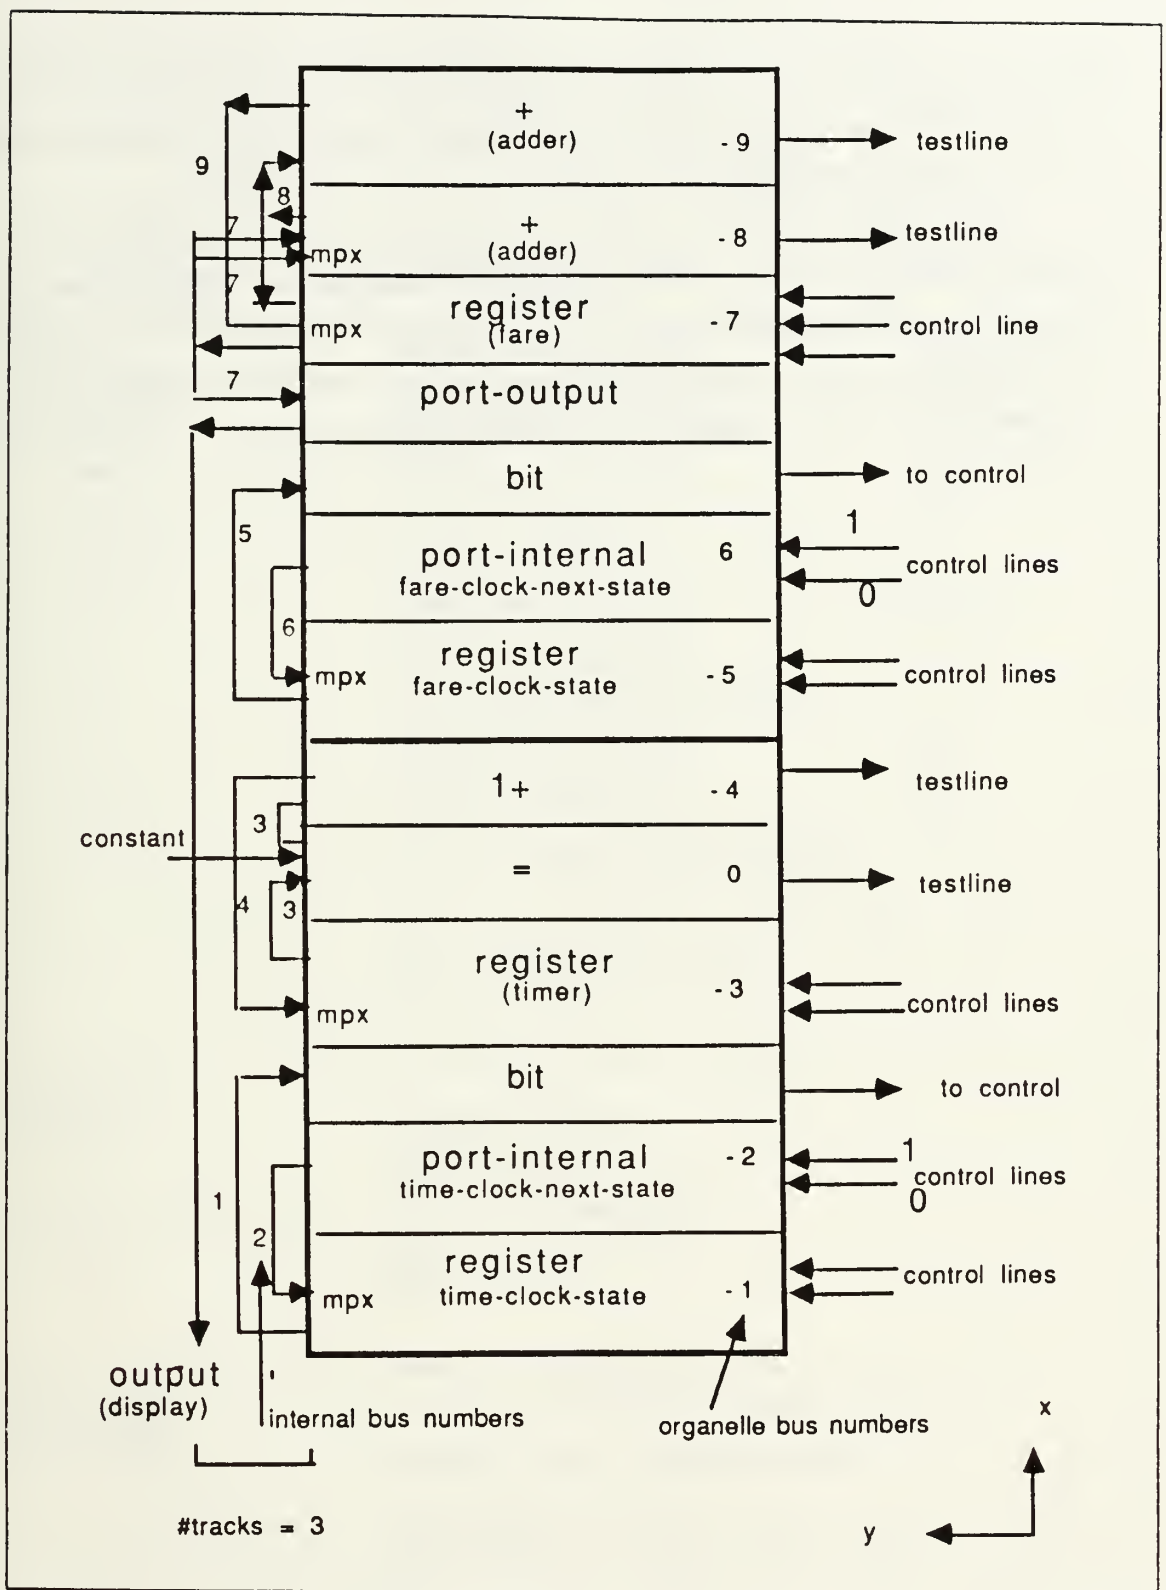 +
(adder)
- 9
testline
9
8
+
(adder)
- 8
testline
7
mpx
7
register
(fare)
- 7
control line
mpx
7
port-output
bit
to control
5
port-internal
fare-clock-next-state
6
1
control lines
0
6
register
fare-clock-state
mpx
- 5
control lines
1+
- 4
testline
3
constant
=
0
testline
4
3
register
(timer)
- 3
mpx
control lines
bit
to control
port-internal
time-clock-next-state
- 2
1
control lines
0
1
2
register
time-clock-state
mpx
- 1
control lines
output
(display)
internal bus numbers
organelle bus numbers
x
y
#tracks = 3